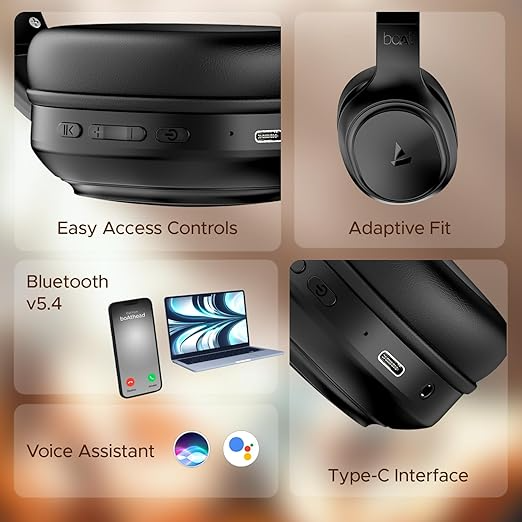 boAt
Easy Access Controls
Adaptive Fit
Bluetooth
v5.4
boAthead
Voice Assistant
Type-C Interface